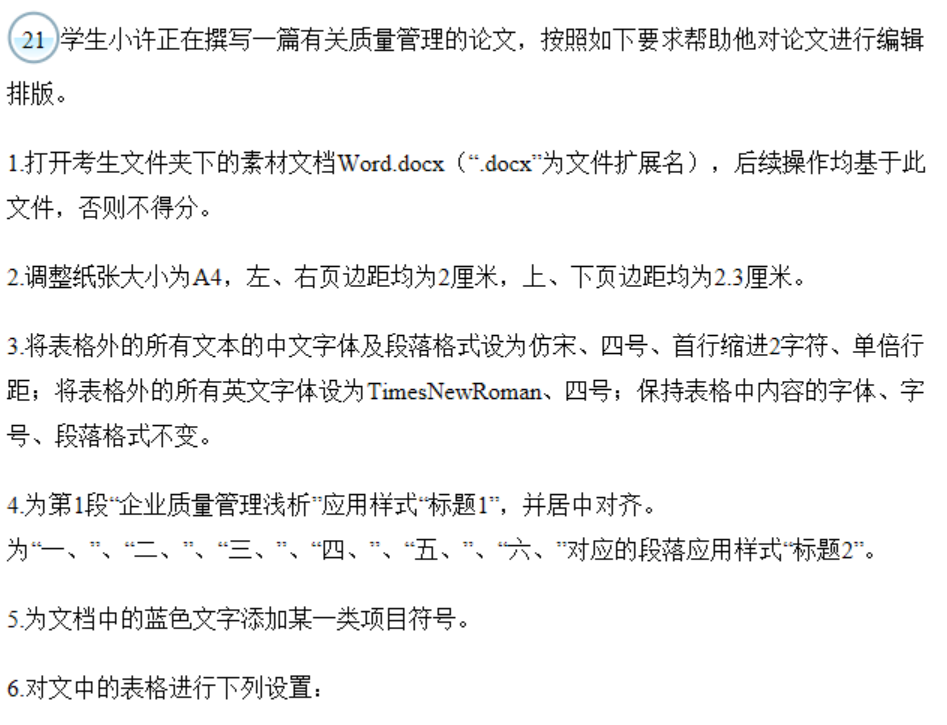 21 学生小许正在撰写一篇有关质量管理的论文，按照如下要求帮助他对论文进行编辑
排版。
1.打开考生文件夹下的素材文档Word.docx（“.docx”为文件扩展名），后续操作均基于此
文件，否则不得分。
2.调整纸张大小为A4，左、右页边距均为2厘米，上、下页边距均为2.3厘米。
3.将表格外的所有文本的中文字体及段落格式设为仿宋、四号、首行缩进2字符、单倍行
距；将表格外的所有英文字体设为TimesNewRoman、四号；保持表格中内容的字体、字
号、段落格式不变。
4.为第1段“企业质量管理浅析”应用样式“标题1”，并居中对齐。
为“一、”、“二、”、“三、”、“四、”、“五、”、“六、”对应的段落应用样式“标题2”。
5.为文档中的蓝色文字添加某一类项目符号。
6.对文中的表格进行下列设置：